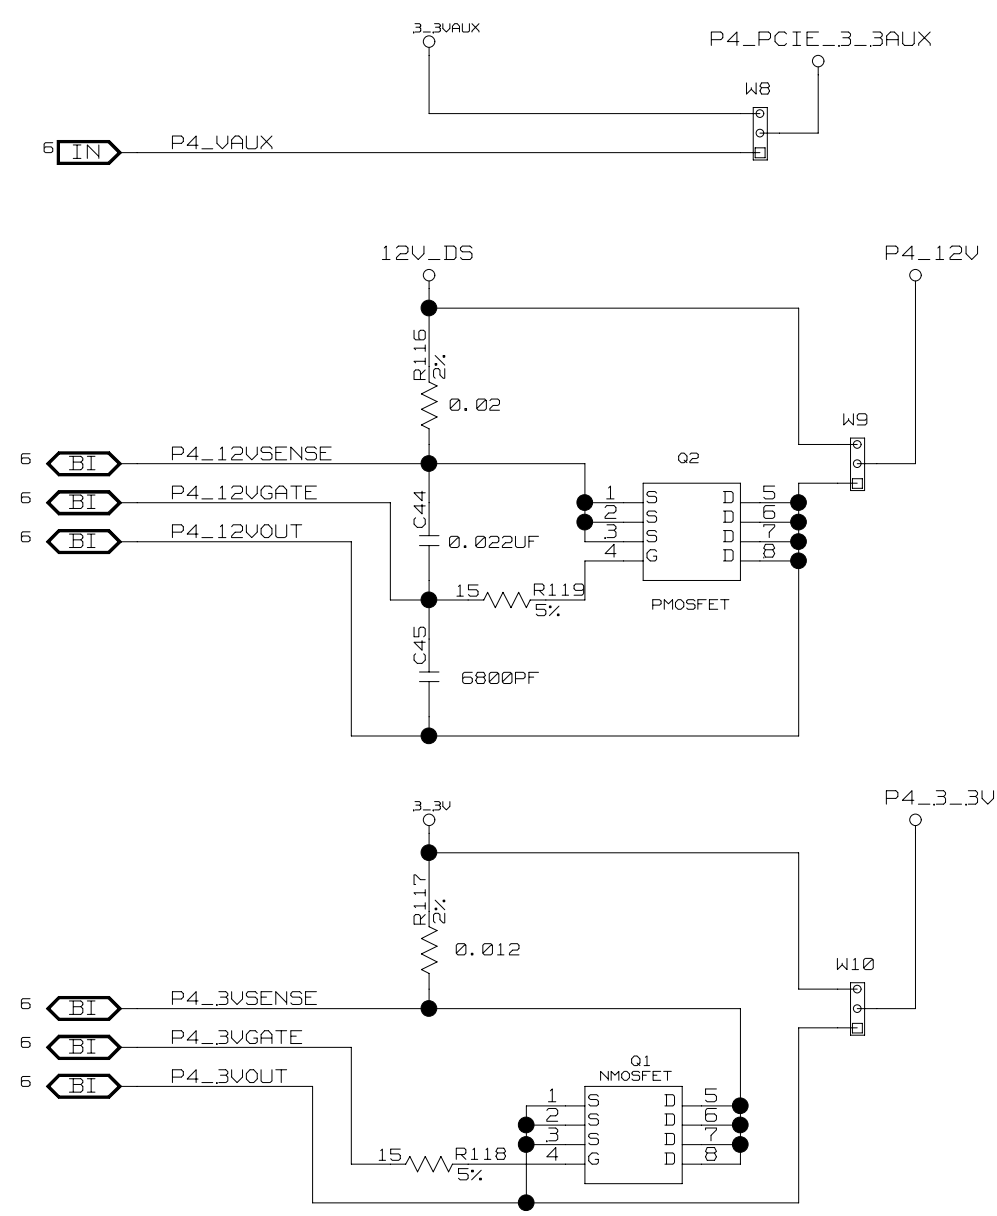 3_3VAUX
P4_PCIE_3_3AUX
W8
6 IN P4_VAUX
12V_DS
P4_12V
R116
2%
0.02
W9
6 BI P4_12VSENSE
Q2
6 BI P4_12VGATE
C44
1 S D 5
2 S D 6
6 BI P4_12VOUT
0.022UF
3 S D 7
4 G D 8
15 R119
5%
PMOSFET
C45
6800PF
3_3V
P4_3_3V
R117
2%
0.012
W10
6 BI P4_3VSENSE
6 BI P4_3VGATE
Q1
NMOSFET
6 BI P4_3VOUT
1 S D 5
2 S D 6
3 S D 7
15 R118
5%
4 G D 8